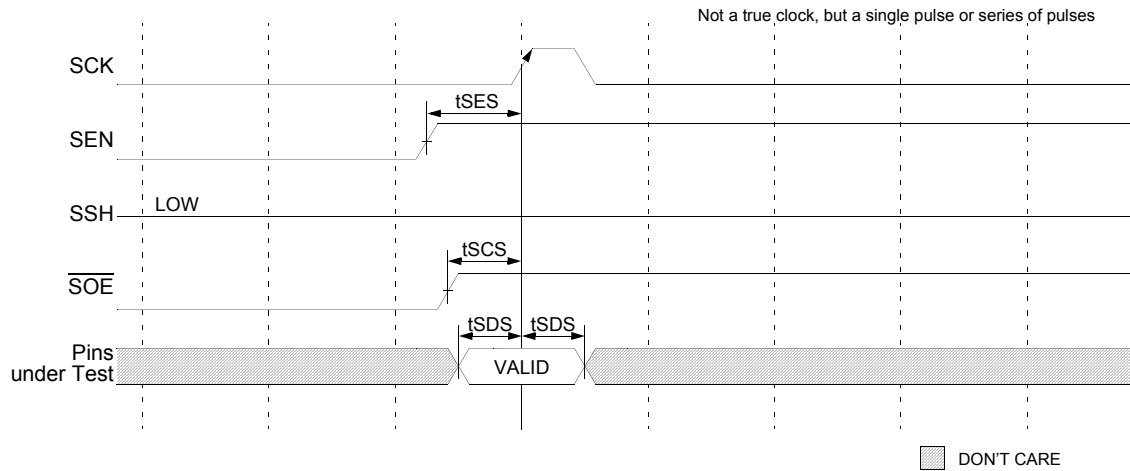 Not a true clock, but a single pulse or series of pulses
SCK
tSES
SEN
SSH
LOW
tSCS
SOE
tSDS
tSDS
Pins
under Test
VALID
DON'T CARE